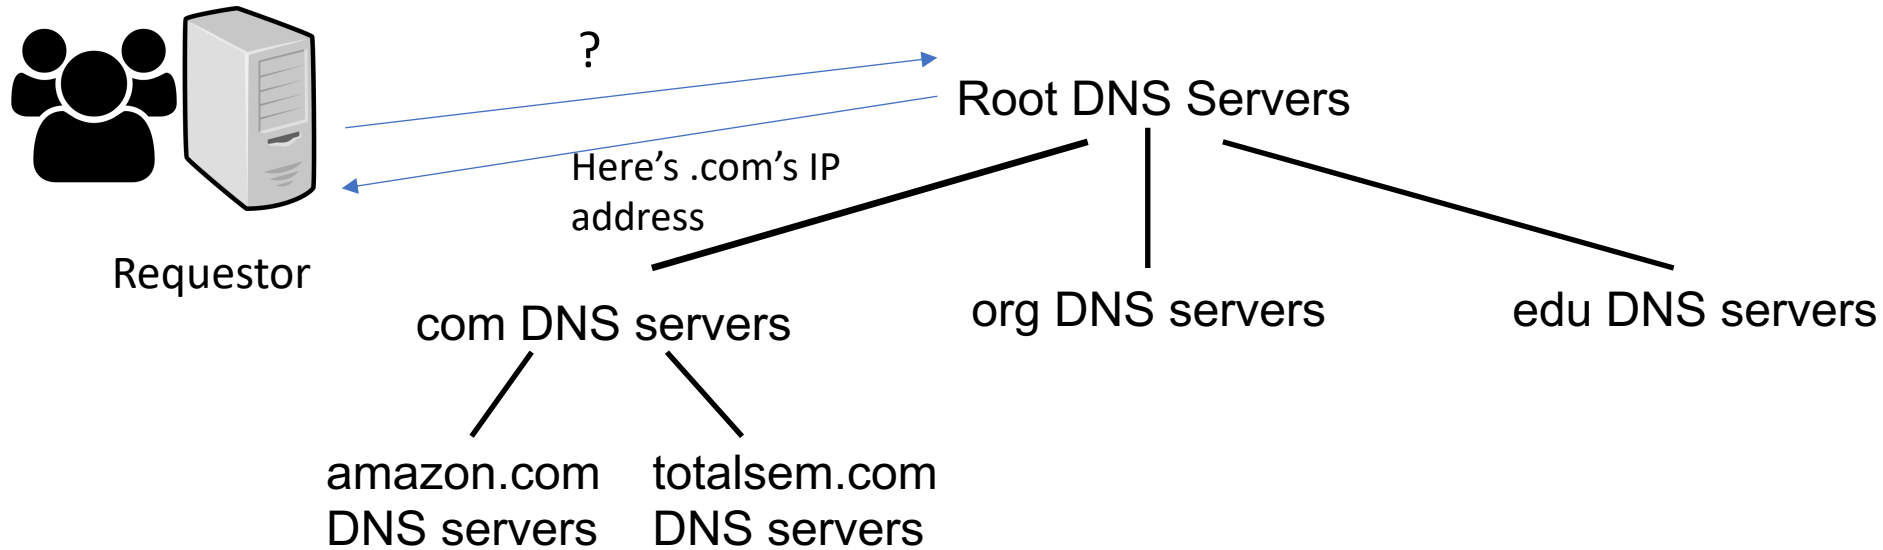 ?
Root DNS Servers
Here’s .com’s IP
address
Requestor
com DNS servers
org DNS servers
edu DNS servers
amazon.com
DNS servers
totalsem.com
DNS servers